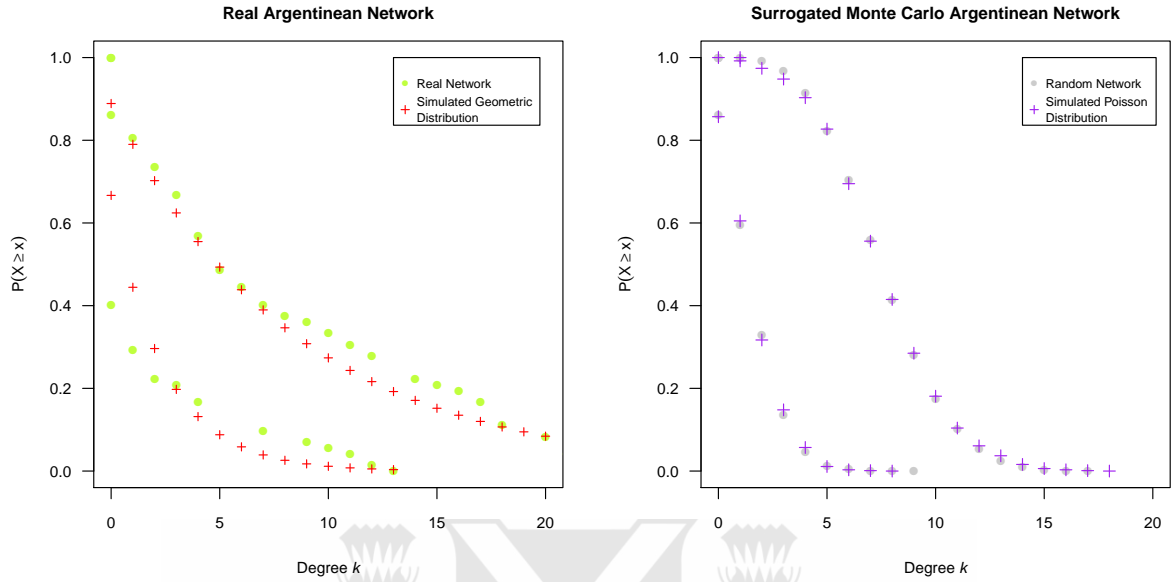 Real Argentinean Network
1.0
0.8
0.6
0.4
0.2
0.0
P(X ≥ x)
Real Network
Simulated Geometric
Distribution
0 5 10 15 20
Degree k
Surrogated Monte Carlo Argentinean Network
1.0
0.8
0.6
0.4
0.2
0.0
P(X ≥ x)
Random Network
Simulated Poisson
Distribution
0 5 10 15 20
Degree k